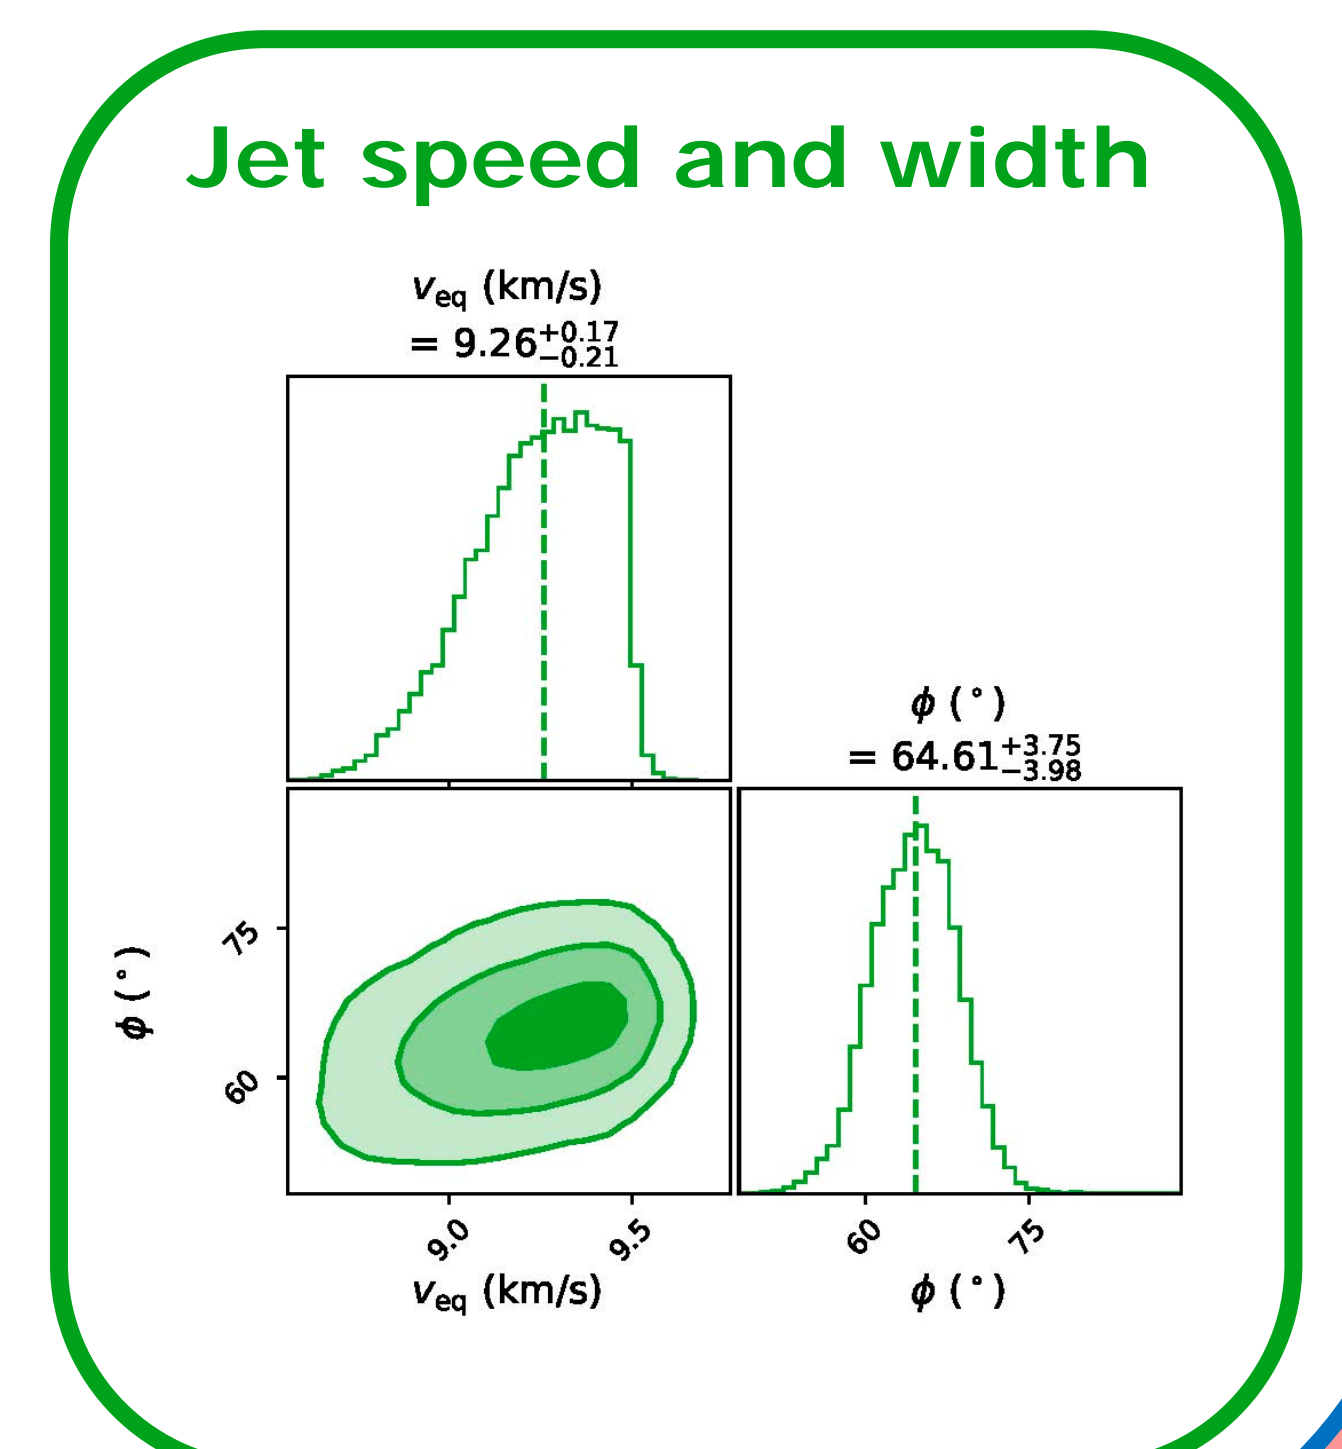 Jet speed and width
v_eq (km/s)
= 9.26^{+0.17}_{−0.21}
ϕ (°)
= 64.61^{+3.75}_{−3.98}
ϕ (°)
75
60
9.0 9.5 60 75
v_eq (km/s) ϕ (°)